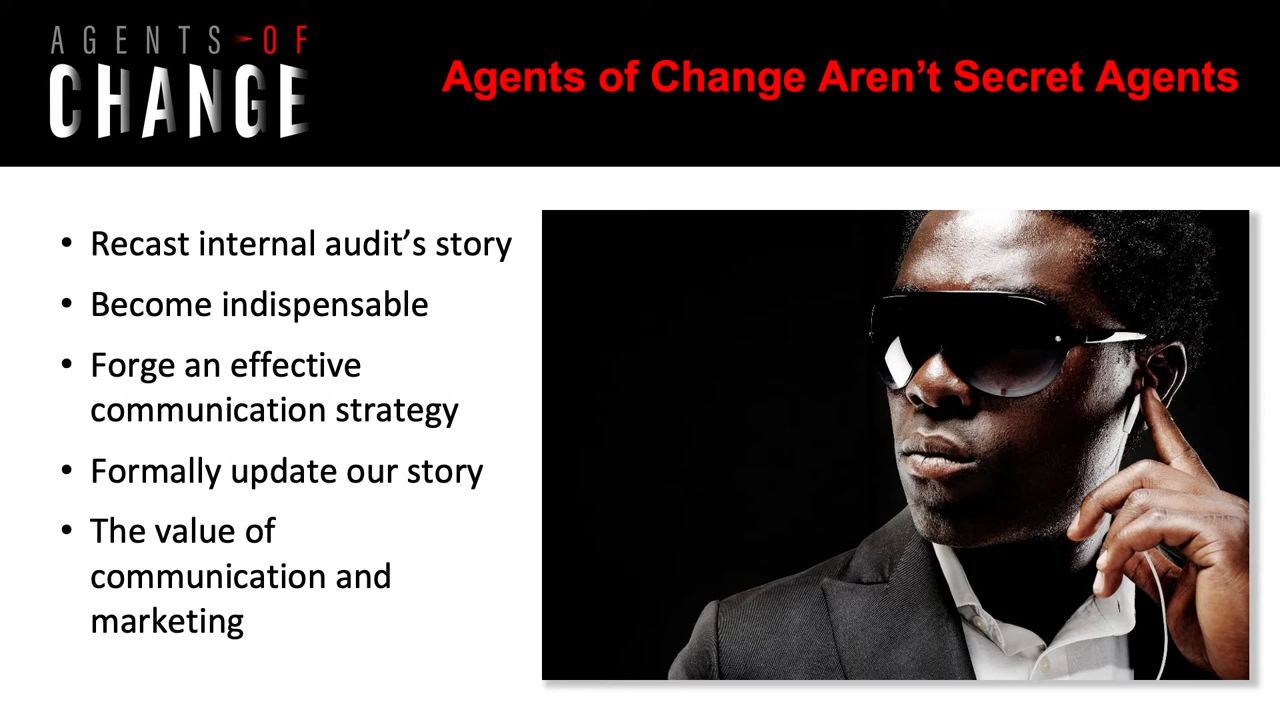 AGENTS OF
CHANGE
Agents of Change Aren’t Secret Agents
• Recast internal audit’s story
• Become indispensable
• Forge an effective
communication strategy
• Formally update our story
• The value of
communication and
marketing